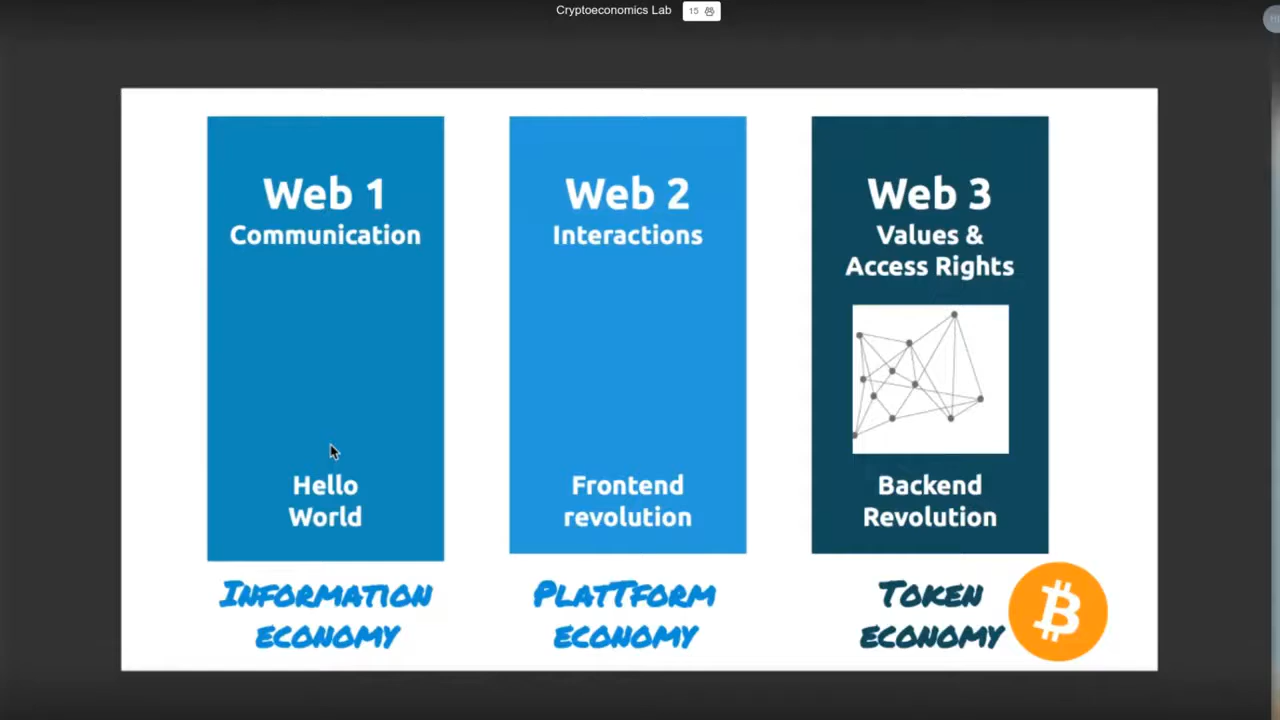 Cryptoeconomics Lab 15
Web 1
Communication
Hello
World
INFORMATION
ECONOMY
Web 2
Interactions
Frontend
revolution
PLATTFORM
ECONOMY
Web 3
Values &
Access Rights
Backend
Revolution
TOKEN
ECONOMY